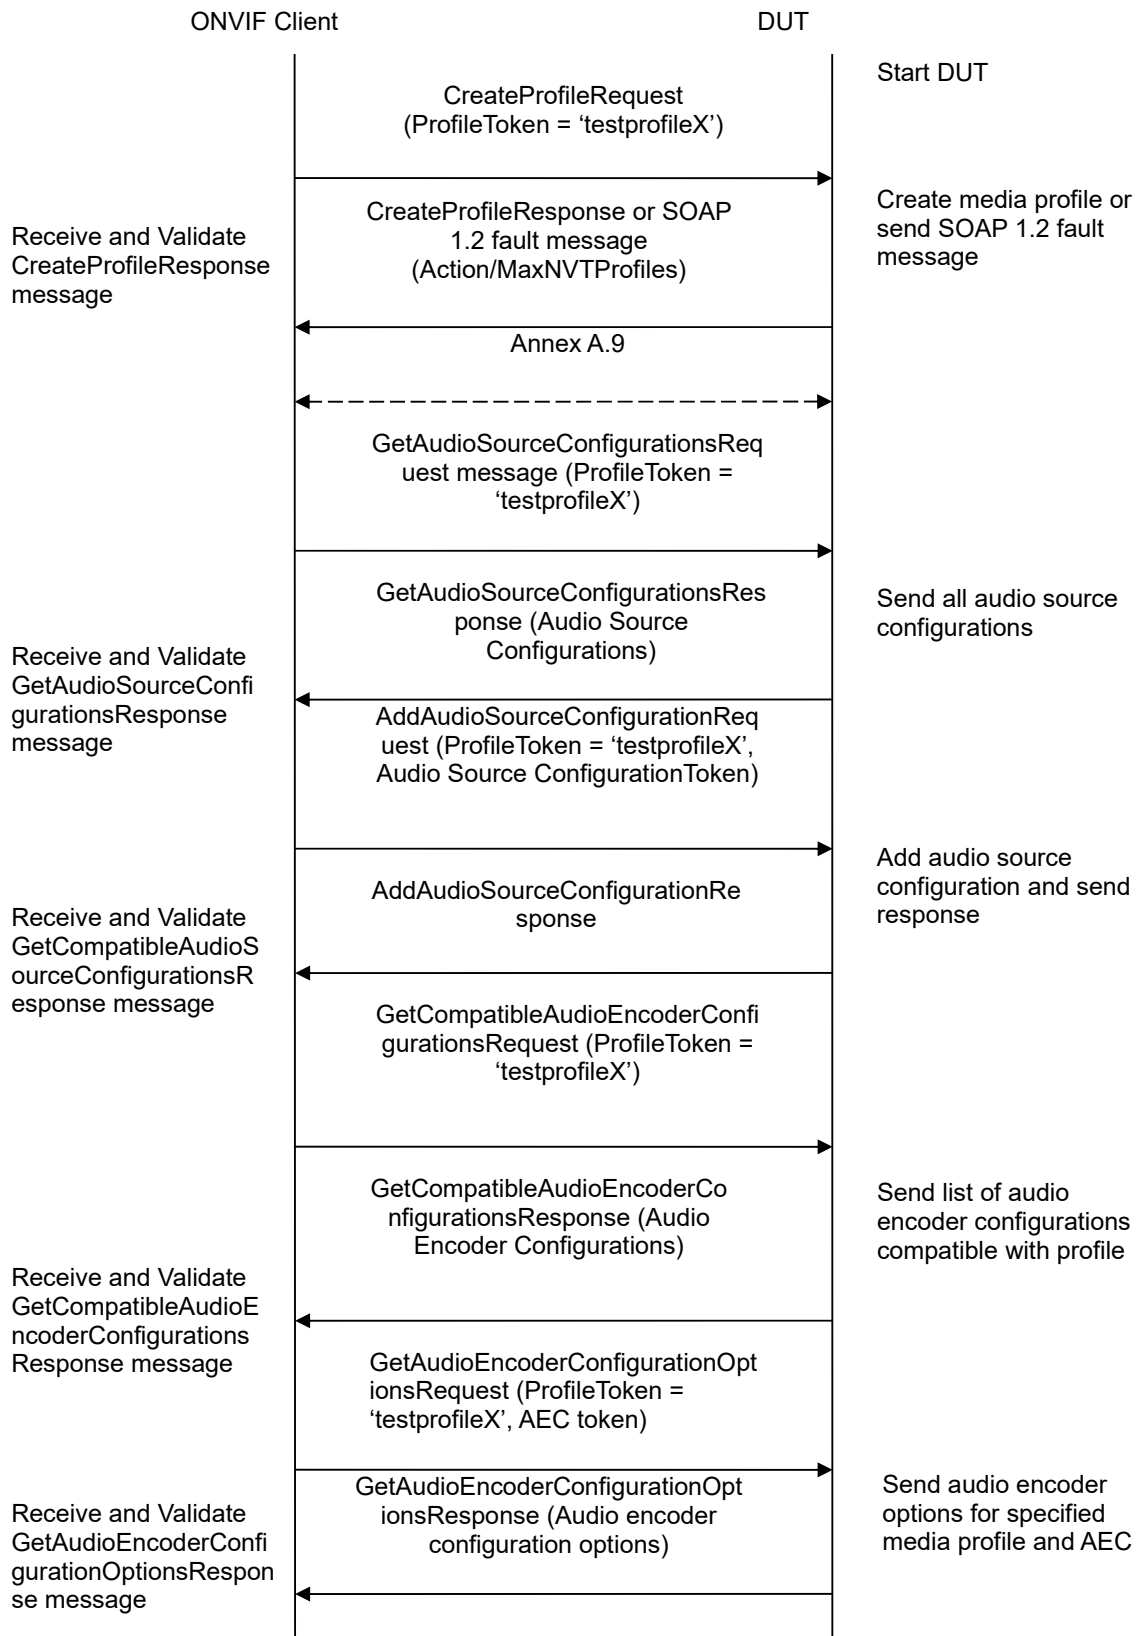 ONVIF Client
DUT
Start DUT
CreateProfileRequest
(ProfileToken = ‘testprofileX’)
Create media profile or
send SOAP 1.2 fault
message
CreateProfileResponse or SOAP
1.2 fault message
(Action/MaxNVTProfiles)
Receive and Validate
CreateProfileResponse
message
Annex A.9
GetAudioSourceConfigurationsReq
uest message (ProfileToken =
‘testprofileX’)
GetAudioSourceConfigurationsRes
ponse (Audio Source
Configurations)
Send all audio source
configurations
Receive and Validate
GetAudioSourceConfi
gurationsResponse
message
AddAudioSourceConfigurationReq
uest (ProfileToken = ‘testprofileX’,
Audio Source ConfigurationToken)
Add audio source
configuration and send
response
AddAudioSourceConfigurationRe
sponse
Receive and Validate
GetCompatibleAudioS
ourceConfigurationsR
esponse message
GetCompatibleAudioEncoderConfi
gurationsRequest (ProfileToken =
‘testprofileX’)
GetCompatibleAudioEncoderCo
nfigurationsResponse (Audio
Encoder Configurations)
Send list of audio
encoder configurations
compatible with profile
Receive and Validate
GetCompatibleAudioE
ncoderConfigurations
Response message
GetAudioEncoderConfigurationOpt
ionsRequest (ProfileToken =
‘testprofileX’, AEC token)
GetAudioEncoderConfigurationOpt
ionsResponse (Audio encoder
configuration options)
Send audio encoder
options for specified
media profile and AEC
Receive and Validate
GetAudioEncoderConfi
gurationOptionsRespon
se message